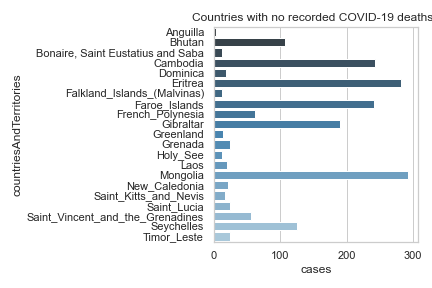 Countries with no recorded COVID-19 deaths
countriesAndTerritories
Anguilla
Bhutan
Bonaire, Saint Eustatius and Saba
Cambodia
Dominica
Eritrea
Falkland_Islands_(Malvinas)
Faroe_Islands
French_Polynesia
Gibraltar
Greenland
Grenada
Holy_See
Laos
Mongolia
New_Caledonia
Saint_Kitts_and_Nevis
Saint_Lucia
Saint_Vincent_and_the_Grenadines
Seychelles
Timor_Leste
0 100 200 300
cases